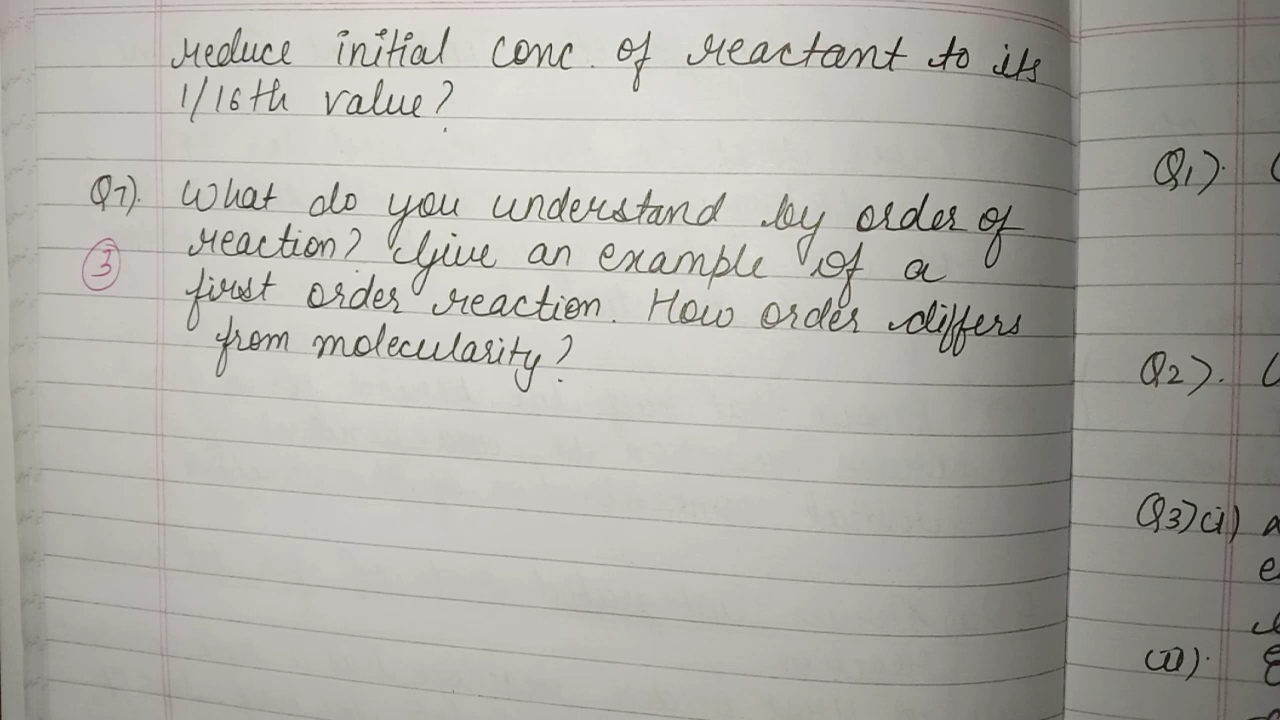 reduce initial conc. of reactant to its
1/16th value?
Q7). What do you understand by order of
reaction? Give an example of a
3
first order reaction. How order differs
from molecularity?
Q1).
Q2).
Q3)(i)
(ii).